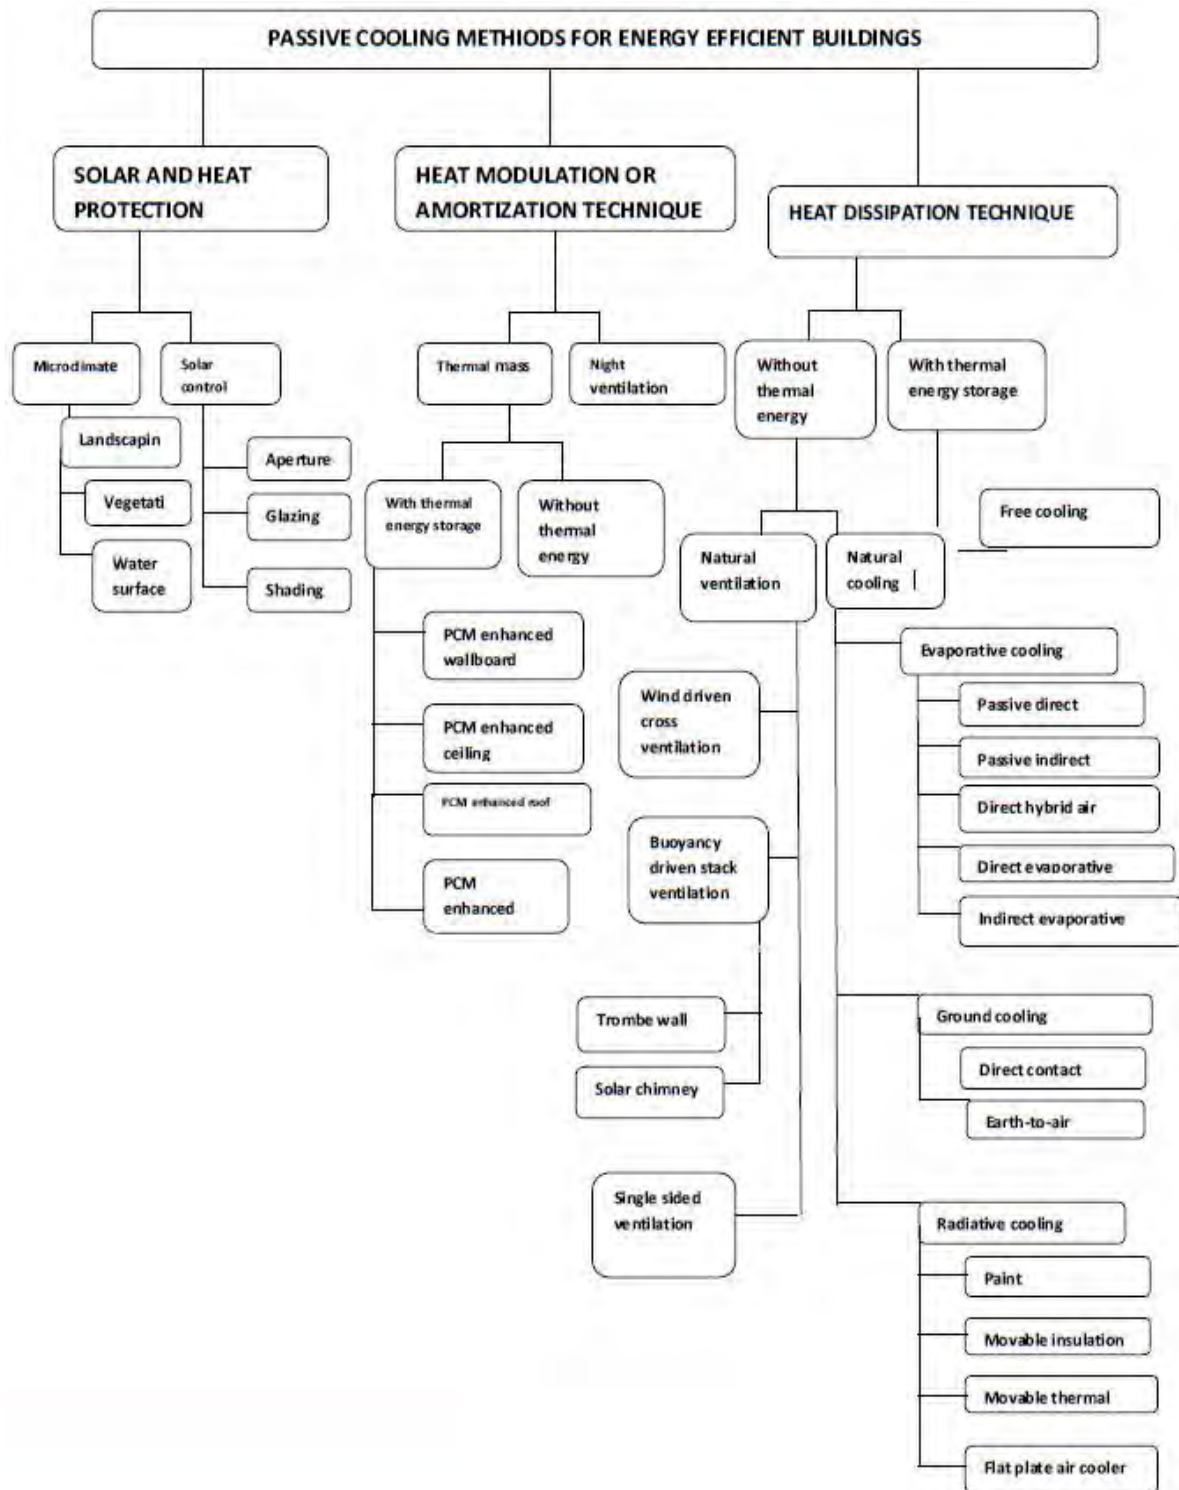 PASSIVE COOLING METHIODS FOR ENERGY EFFICIENT BUILDINGS
SOLAR AND HEAT
PROTECTION
HEAT MODULATION OR
AMORTIZATION TECHNIQUE
HEAT DISSIPATION TECHNIQUE
Microdimate
Solar
control
Thermal mass
Night
ventilation
Without
thermal
energy
With thermal
energy storage
Landscapin
Vegetati
Water
surface
Aperture
Glazing
Shading
With thermal
energy storage
Without
thermal
energy
PCM enhanced
wallboard
PCM enhanced
ceiling
PCM enhanced roof
PCM
enhanced
Natural
ventilation
Natural
cooling
Free cooling
Wind driven
cross
ventilation
Buoyancy
driven stack
ventilation
Trombe wall
Solar chimney
Single sided
ventilation
Evaporative cooling
Passive direct
Passive indirect
Direct hybrid air
Direct evaporative
Indirect evaporative
Ground cooling
Direct contact
Earth-to-air
Radiative cooling
Paint
Movable insulation
Movable thermal
Flat plate air cooler